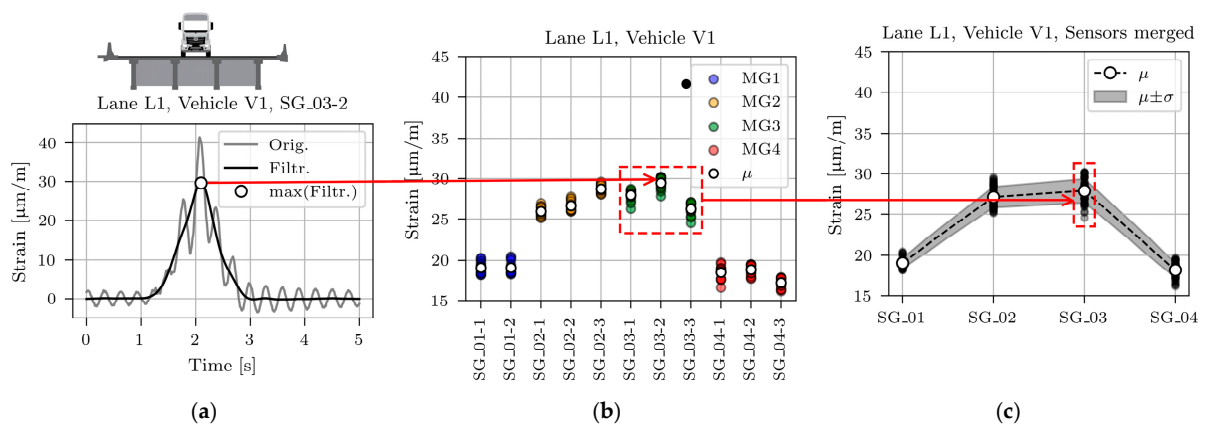 Lane L1, Vehicle V1, SG_03-2
Strain [µm/m]
40
30
20
10
0
Orig.
Filtr.
max(Filtr.)
0 1 2 3 4 5
Time [s]
(a)
Lane L1, Vehicle V1
Strain [µm/m]
45
40
35
30
25
20
15
MG1
MG2
MG3
MG4
µ
SG_01-1
SG_01-2
SG_02-1
SG_02-2
SG_02-3
SG_03-1
SG_03-2
SG_03-3
SG_04-1
SG_04-2
SG_04-3
(b)
Lane L1, Vehicle V1, Sensors merged
Strain [µm/m]
45
40
35
30
25
20
15
µ
µ±σ
SG_01 SG_02 SG_03 SG_04
(c)